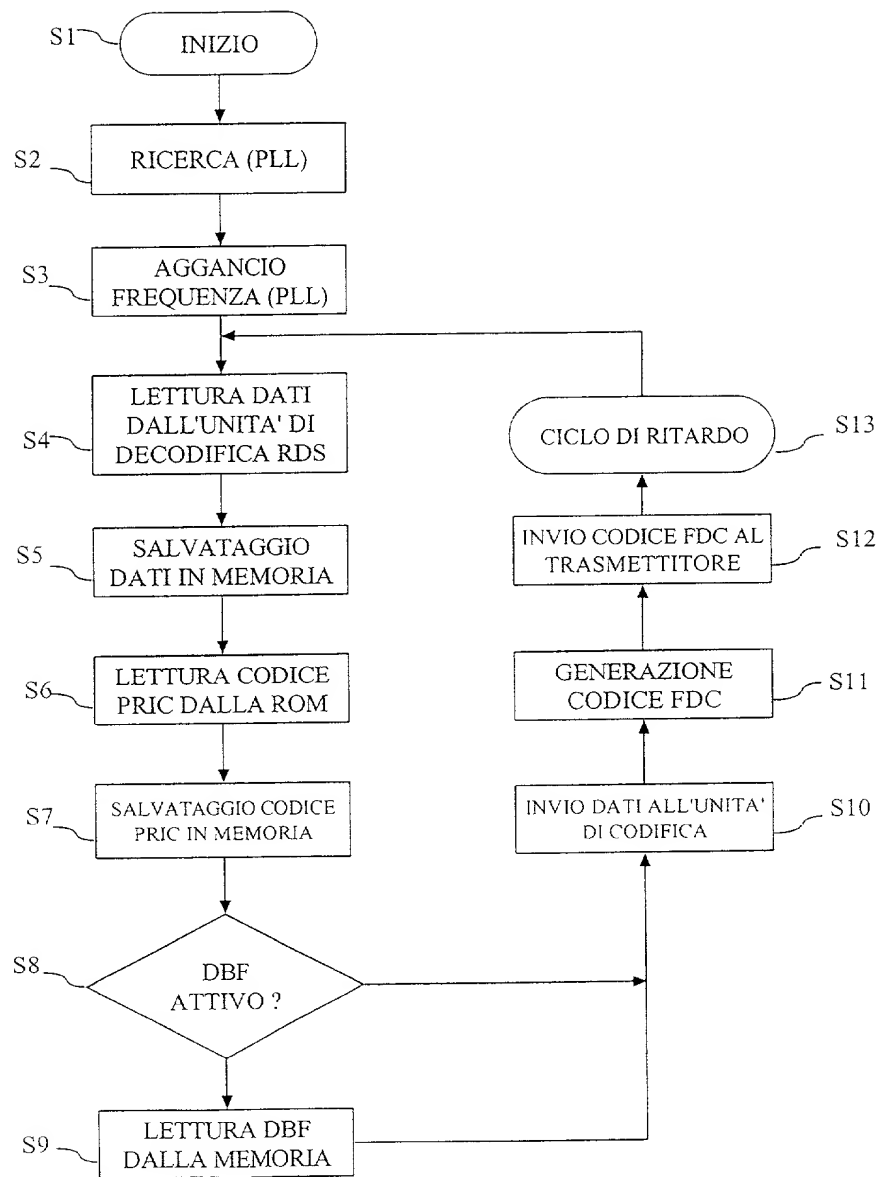 S1
INIZIO
S2
RICERCA (PLL)
S3
AGGANCIO
FREQUENZA (PLL)
S4
LETTURA DATI
DALL'UNITA' DI
DECODIFICA RDS
S5
SALVATAGGIO
DATI IN MEMORIA
S6
LETTURA CODICE
PRIC DALLA ROM
S7
SALVATAGGIO CODICE
PRIC IN MEMORIA
S8
DBF
ATTIVO ?
S9
LETTURA DBF
DALLA MEMORIA
CICLO DI RITARDO
S13
INVIO CODICE FDC AL
TRASMETTITORE
S12
GENERAZIONE
CODICE FDC
S11
INVIO DATI ALL'UNITA'
DI CODIFICA
S10